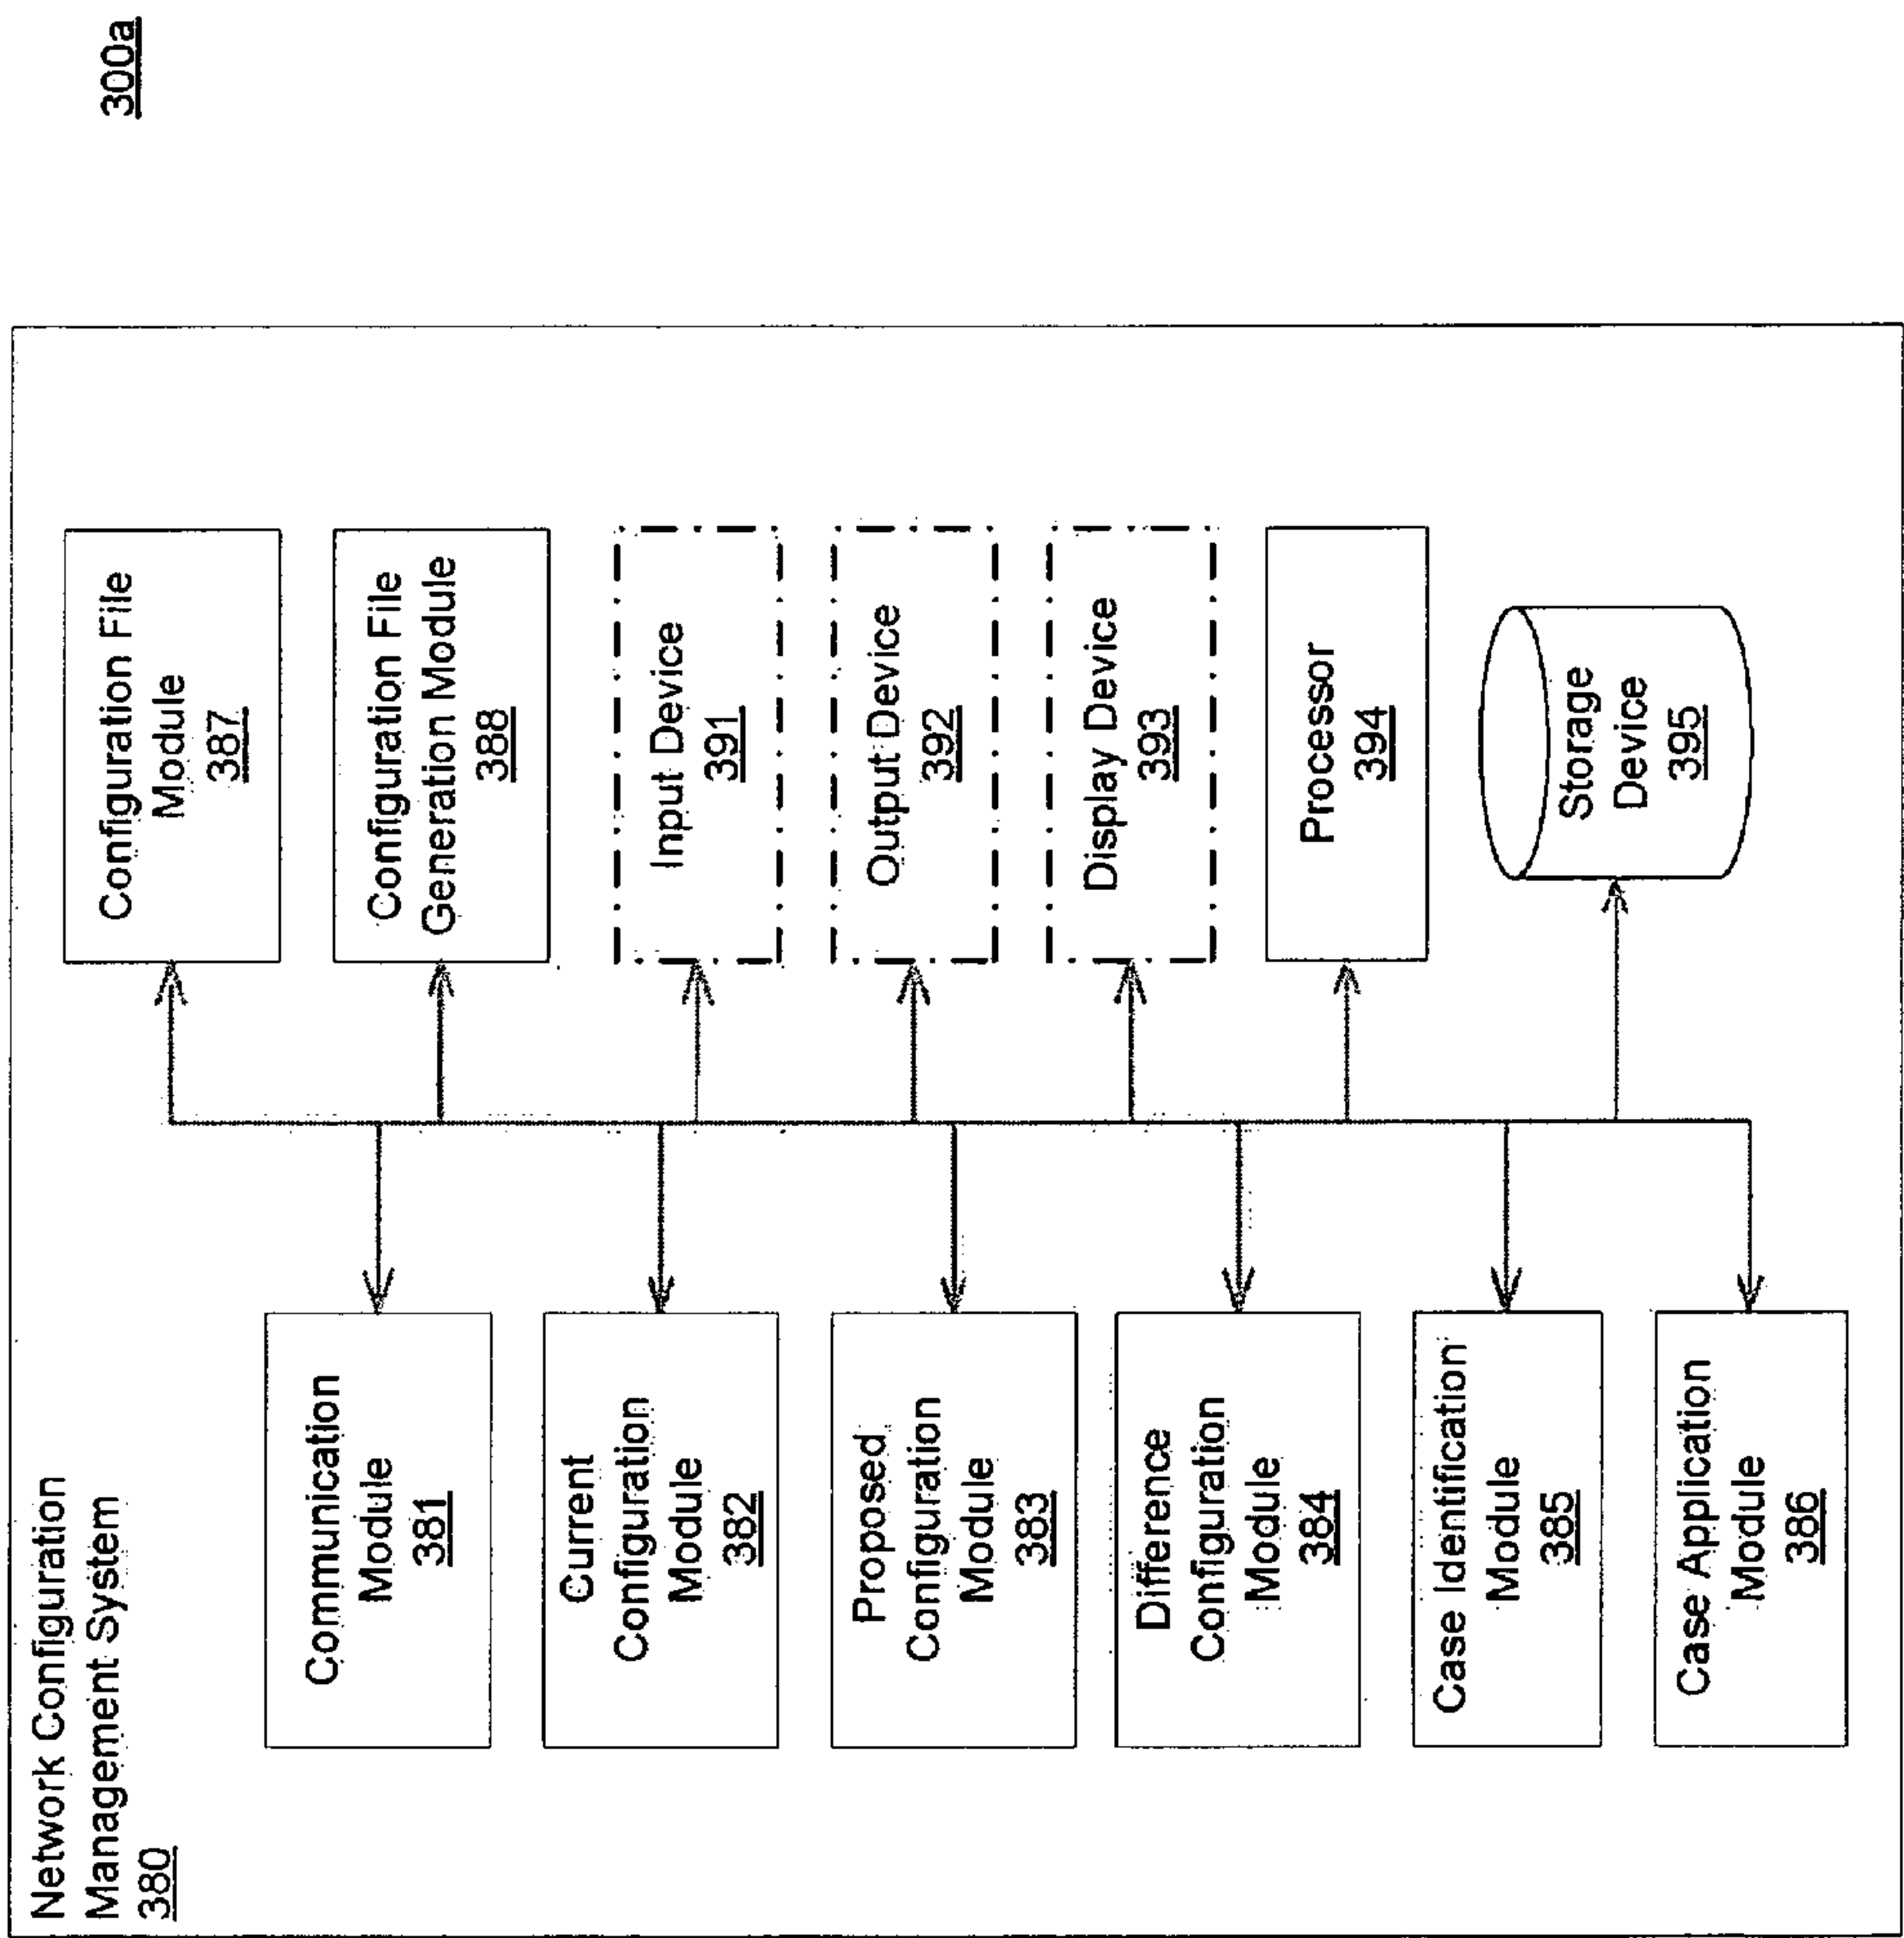 300a
Network Configuration
Management System
380
Communication
Module
381
Current
Configuration
Module
382
Proposed
Configuration
Module
383
Difference
Configuration
Module
384
Case Identification
Module
385
Case Application
Module
386
Configuration File
Module
387
Configuration File
Generation Module
388
Input Device
391
Output Device
392
Display Device
393
Processor
394
Storage
Device
395